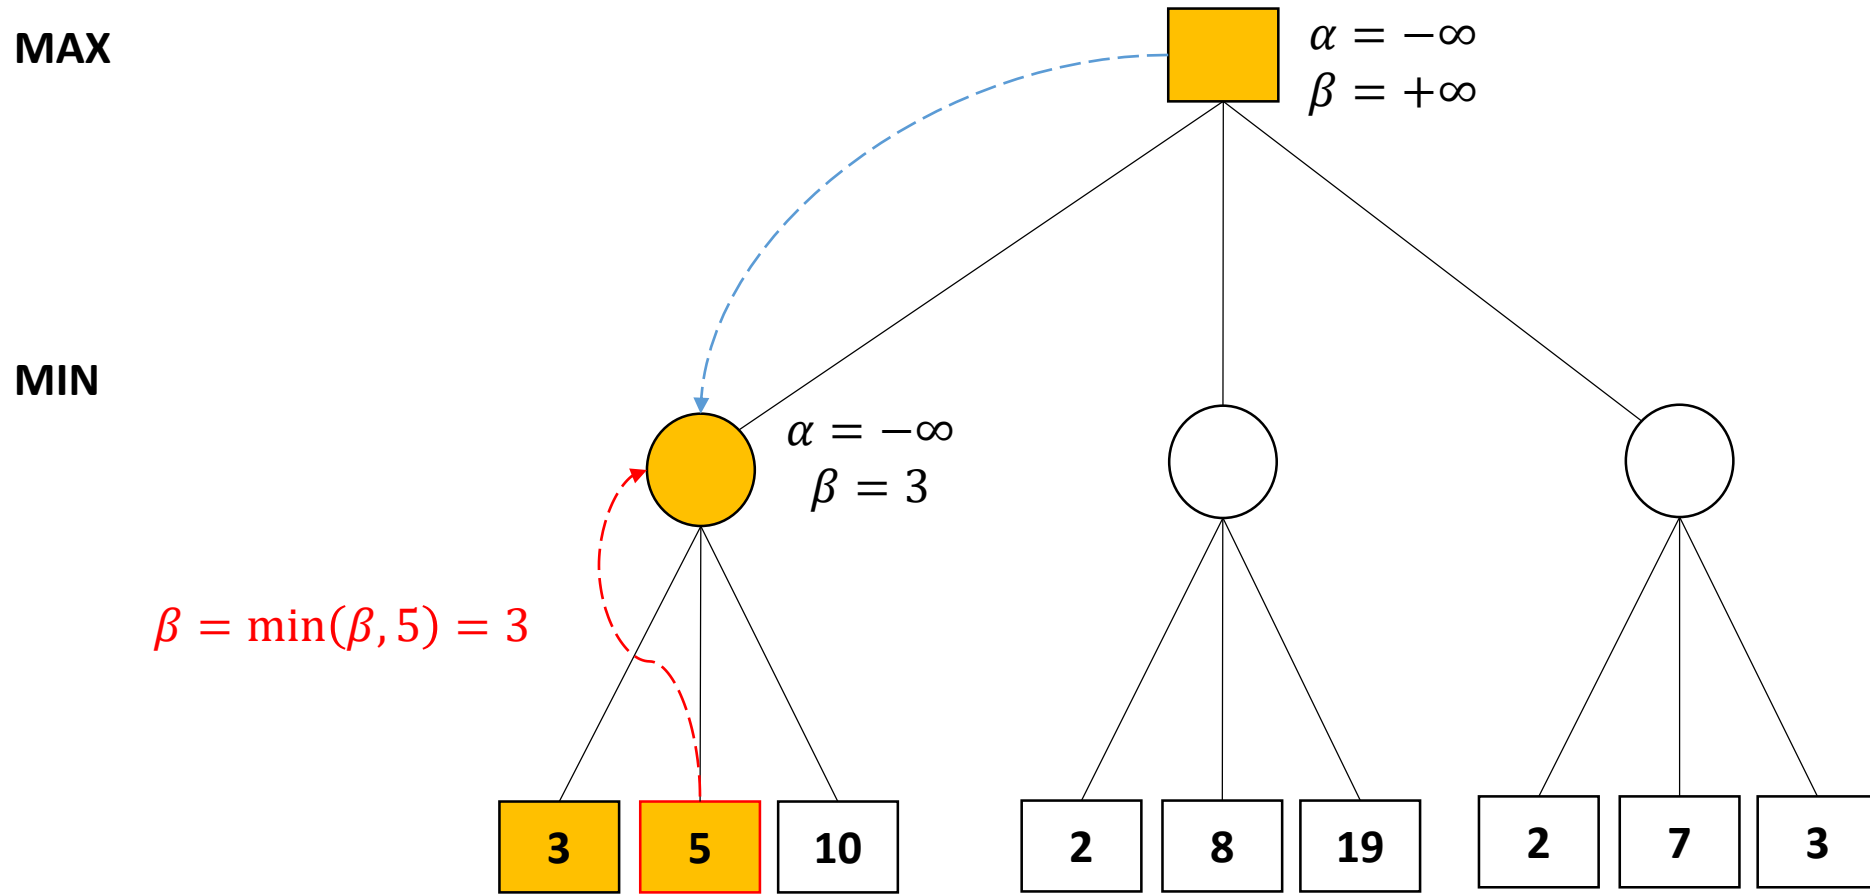 MAX
α = −∞
β = +∞
MIN
α = −∞
β = 3
β = min(β, 5) = 3
3 5 10 2 8 19 2 7 3